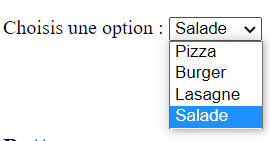 Choisis une option : Salade
Pizza
Burger
Lasagne
Salade